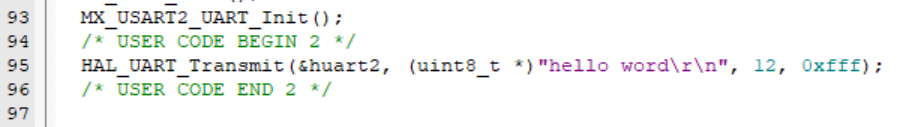 93 MX_USART2_UART_Init();
94 /* USER CODE BEGIN 2 */
95 HAL_UART_Transmit(&huart2, (uint8_t *)"hello word\r\n", 12, 0xfff);
96 /* USER CODE END 2 */
97